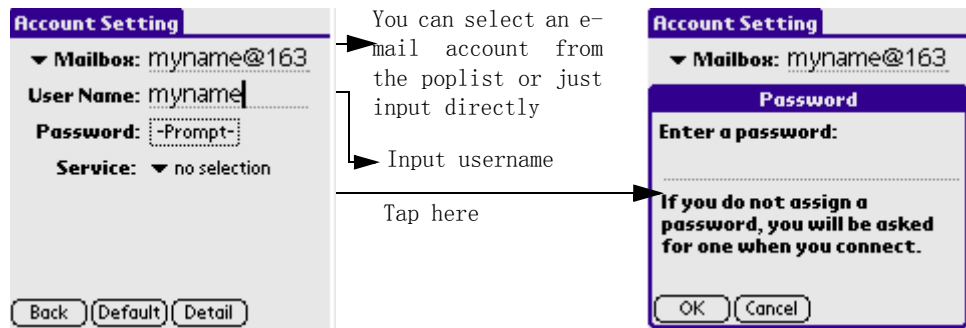 Account Setting
Mailbox: myname@163
User Name: myname
Password: -Prompt-
Service: no selection
Back Default Detail
You can select an e-
mail account from
the poplist or just
input directly
Input username
Tap here
Account Setting
Mailbox: myname@163
Password
Enter a password:
If you do not assign a
password, you will be asked
for one when you connect.
OK Cancel